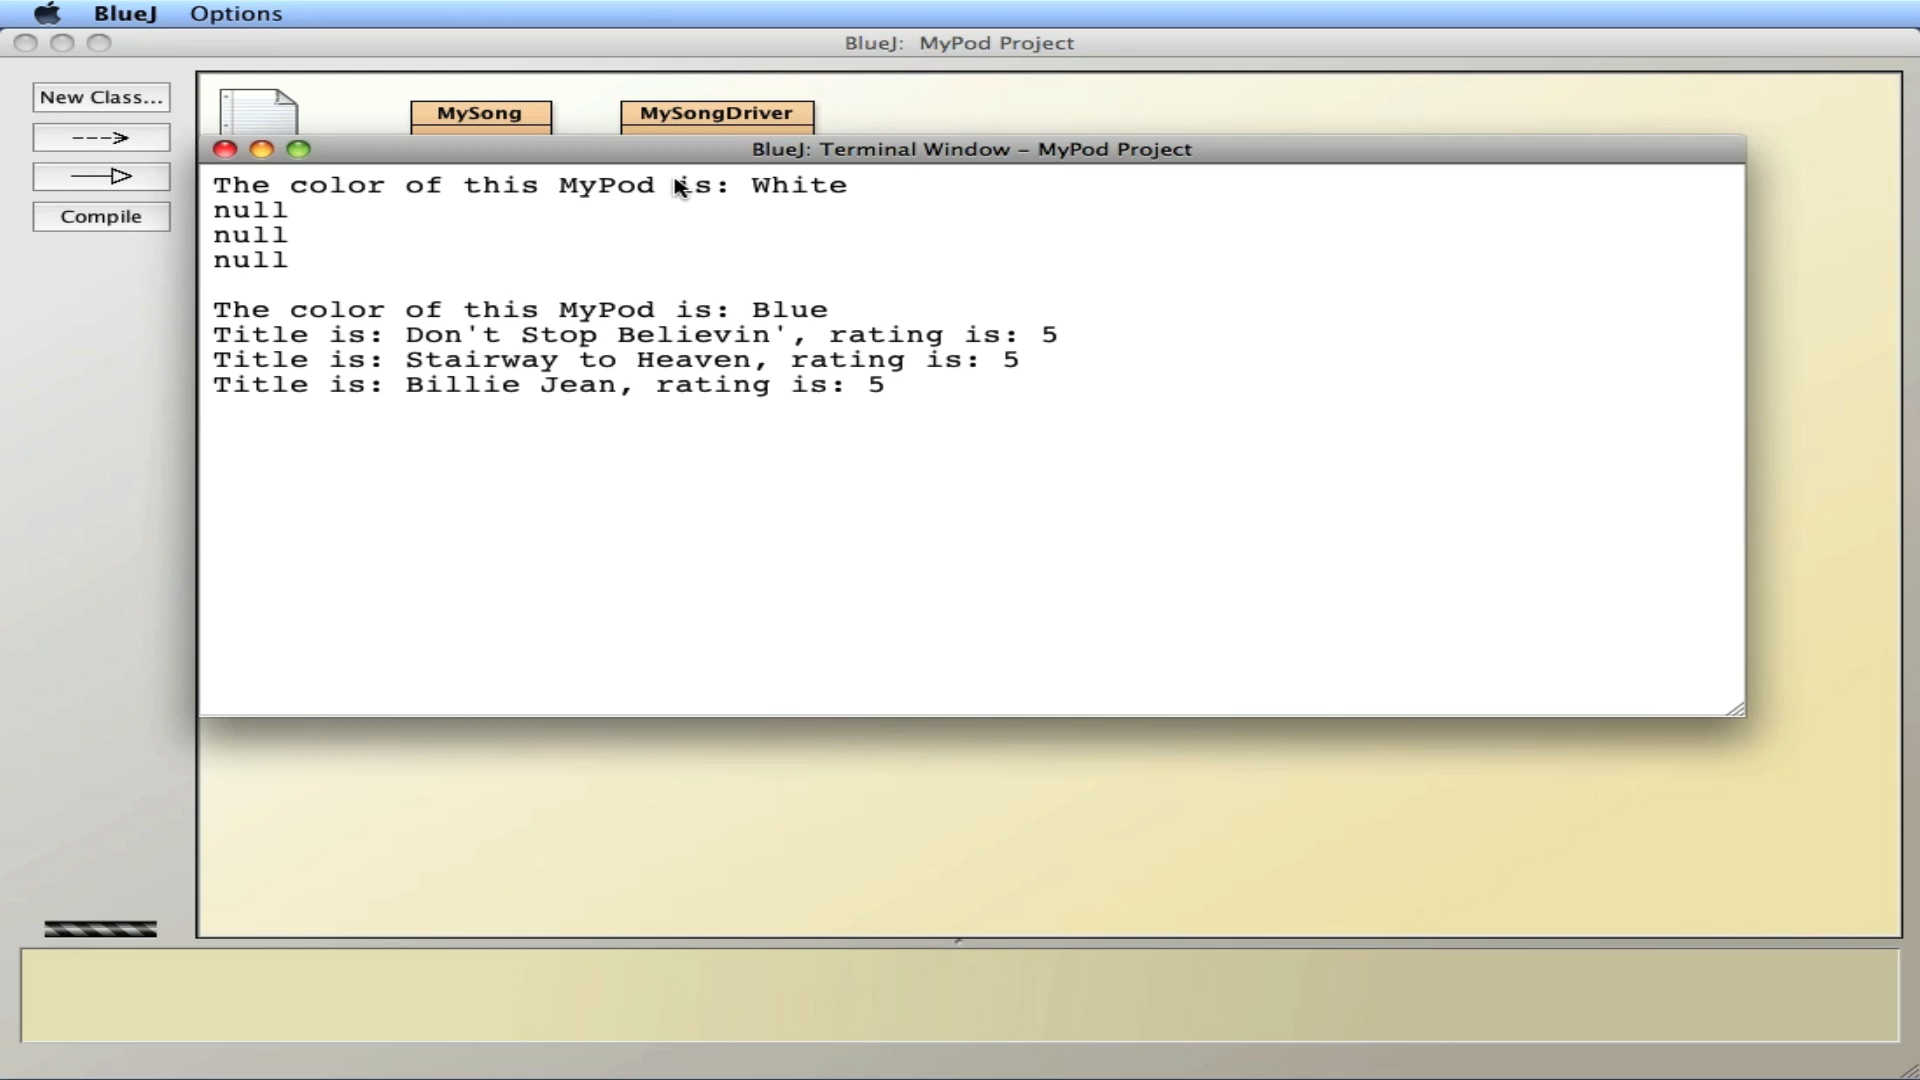 BlueJ Options
BlueJ: MyPod Project
New Class...
Compile
MySong
MySongDriver
BlueJ: Terminal Window – MyPod Project
The color of this MyPod is: White
null
null
null
The color of this MyPod is: Blue
Title is: Don't Stop Believin', rating is: 5
Title is: Stairway to Heaven, rating is: 5
Title is: Billie Jean, rating is: 5